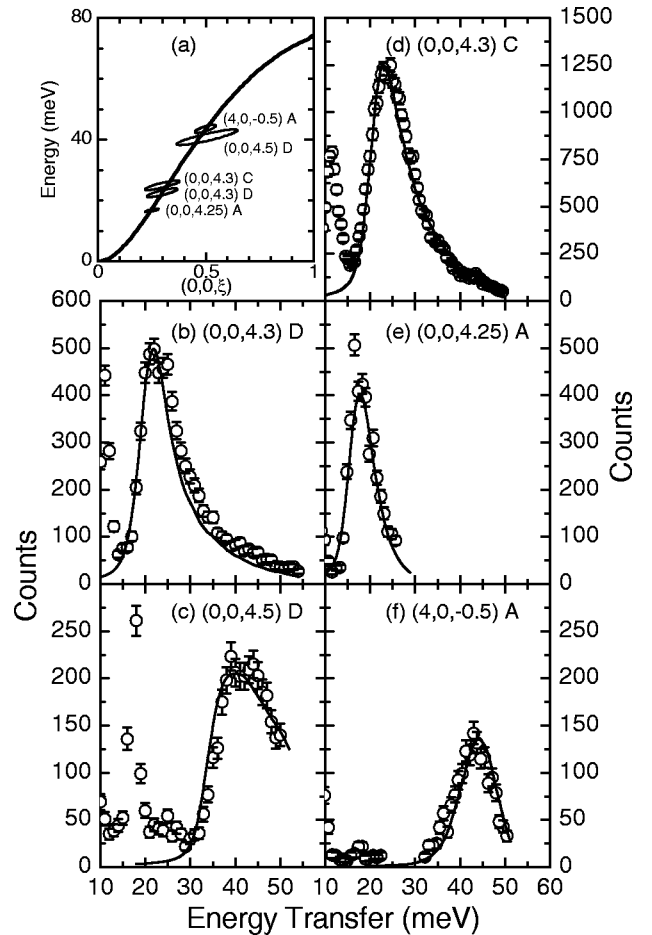 (a)
80
40
0
Energy (meV)
(4,0,-0.5) A
(0,0,4.5) D
(0,0,4.3) C
(0,0,4.3) D
(0,0,4.25) A
0 0.5 1
(0,0,ξ)
(d) (0,0,4.3) C
1500
1250
1000
750
500
250
0
(b) (0,0,4.3) D
600
500
400
300
200
100
0
(e) (0,0,4.25) A
500
400
300
200
100
0
Counts
Counts
(c) (0,0,4.5) D
250
200
150
100
50
0
(f) (4,0,-0.5) A
250
200
150
100
50
0
10 20 30 40 50 10 20 30 40 50 60
Energy Transfer (meV)